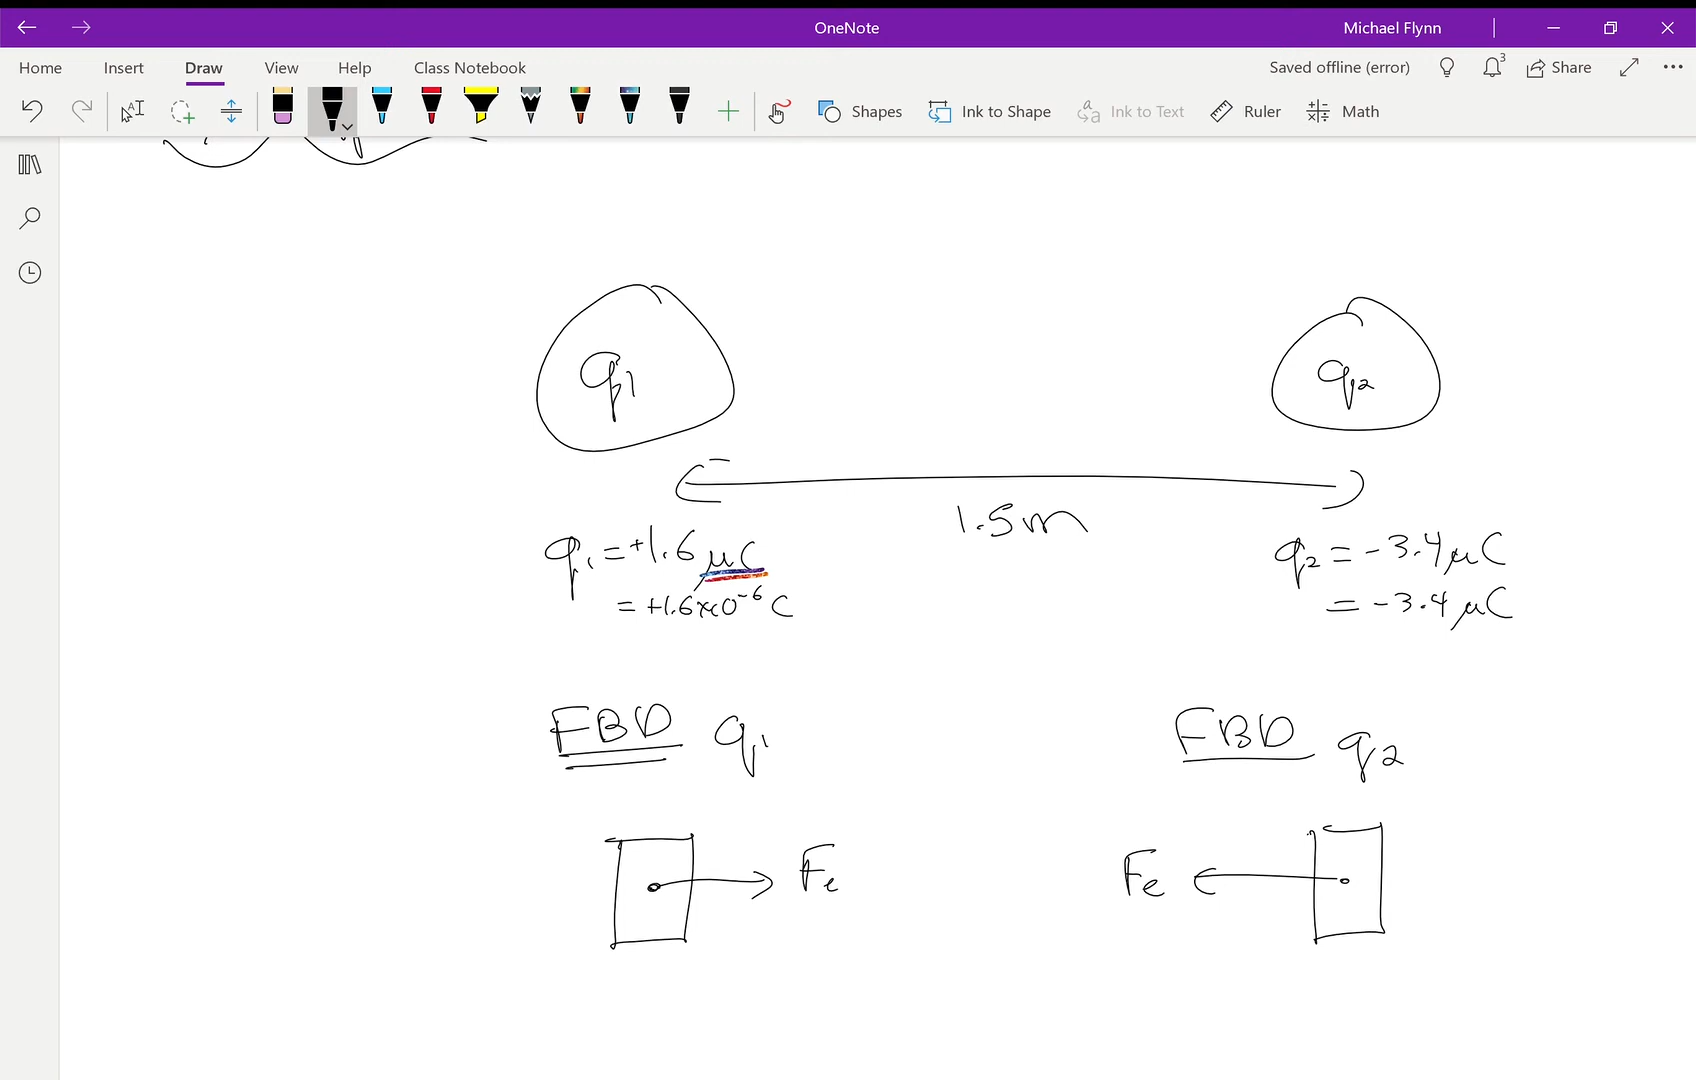 OneNote
Michael Flynn
Home Insert Draw View Help Class Notebook
Saved offline (error)
3
Share
Shapes
Ink to Shape
Ink to Text
Ruler
Math
q1
q2
1.5m
q1 = +1.6 μC
= +1.6x10⁻⁶ C
q2 = -3.4 μC
= -3.4 μC
FBD q1
FBD q2
Fe
Fe